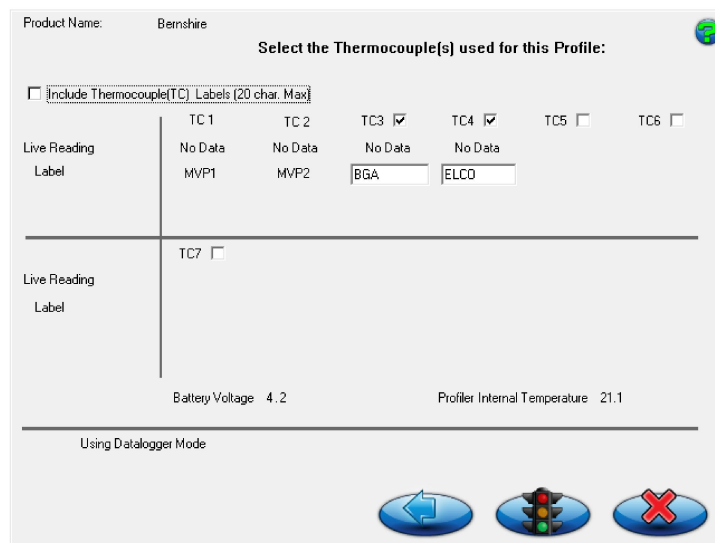 Product Name: Bernshire
Select the Thermocouple(s) used for this Profile:
Include Thermocouple(TC) Labels (20 char. Max)
TC 1 TC 2 TC3 TC4 TC5 TC6
Live Reading No Data No Data No Data No Data
Label MVP1 MVP2 BGA ELCO
TC7
Live Reading
Label
Battery Voltage 4.2 Profiler Internal Temperature 21.1
Using Datalogger Mode